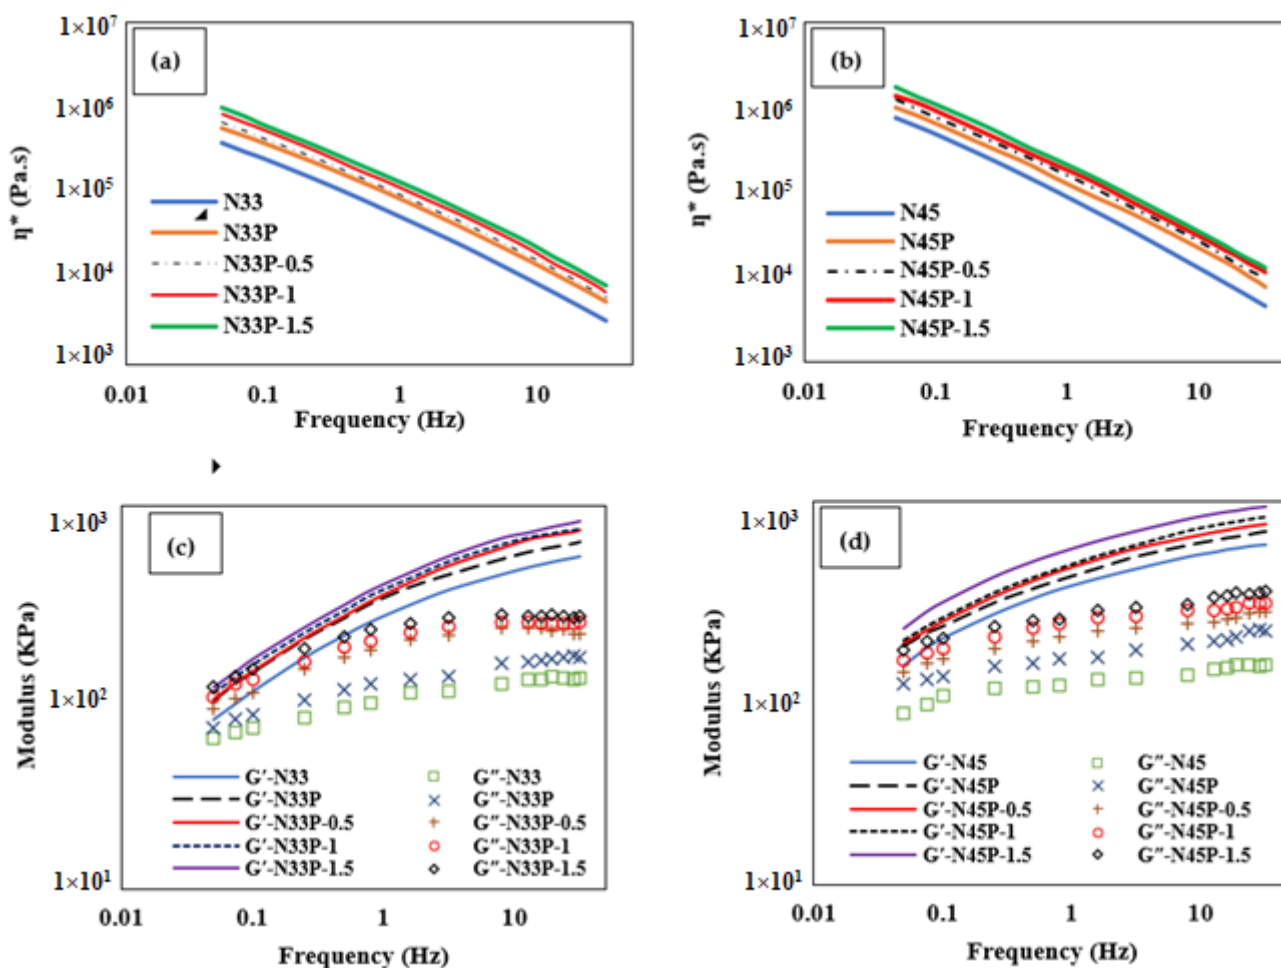 (a)
1×10⁷
1×10⁶
1×10⁵
1×10⁴
1×10³
η* (Pa.s)
N33
N33P
N33P-0.5
N33P-1
N33P-1.5
0.01 0.1 1 10
Frequency (Hz)
(b)
1×10⁷
1×10⁶
1×10⁵
1×10⁴
1×10³
η* (Pa.s)
N45
N45P
N45P-0.5
N45P-1
N45P-1.5
0.01 0.1 1 10
Frequency (Hz)
(c)
1×10³
1×10²
1×10¹
Modulus (KPa)
G′-N33 G″-N33
G′-N33P G″-N33P
G′-N33P-0.5 G″-N33P-0.5
G′-N33P-1 G″-N33P-1
G′-N33P-1.5 G″-N33P-1.5
0.01 0.1 1 10
Frequency (Hz)
(d)
1×10³
1×10²
1×10¹
Modulus (KPa)
G′-N45 G″-N45
G′-N45P G″-N45P
G′-N45P-0.5 G″-N45P-0.5
G′-N45P-1 G″-N45P-1
G′-N45P-1.5 G″-N45P-1.5
0.01 0.1 1 10
Frequency (Hz)